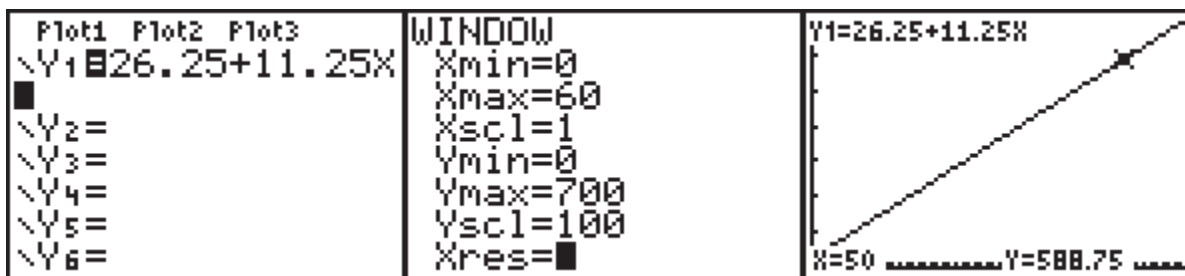 Plot1 Plot2 Plot3
\Y1=26.25+11.25X
\Y2=
\Y3=
\Y4=
\Y5=
\Y6=
WINDOW
Xmin=0
Xmax=60
Xscl=1
Ymin=0
Ymax=700
Yscl=100
Xres=
Y1=26.25+11.25X
X=50 Y=588.75